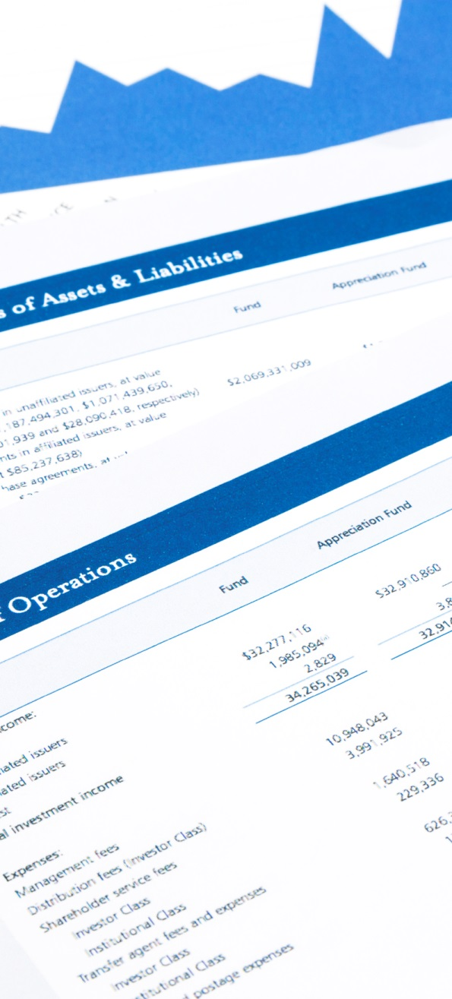 s of Assets & Liabilities
Fund Appreciation Fund
in unaffiliated issuers, at value
,187,494,301, $1,071,439,650,
01,939 and $28,090,418, respectively) $2,069,331,009
nts in affiliated issuers, at value
t $85,237,638)
hase agreements, at
f Operations
Fund Appreciation Fund
come:
iated issuers $32,277,116 $32,910,860
iated issuers 1,985,094
st 2,829 3,8
al investment income 34,265,039 32,914
Expenses:
Management fees 10,948,043
Distribution fees (Investor Class) 3,991,925
Shareholder service fees
Investor Class 1,640,518
Institutional Class 229,336
Transfer agent fees and expenses
Investor Class 626,3
stitutional Class
d postage expenses